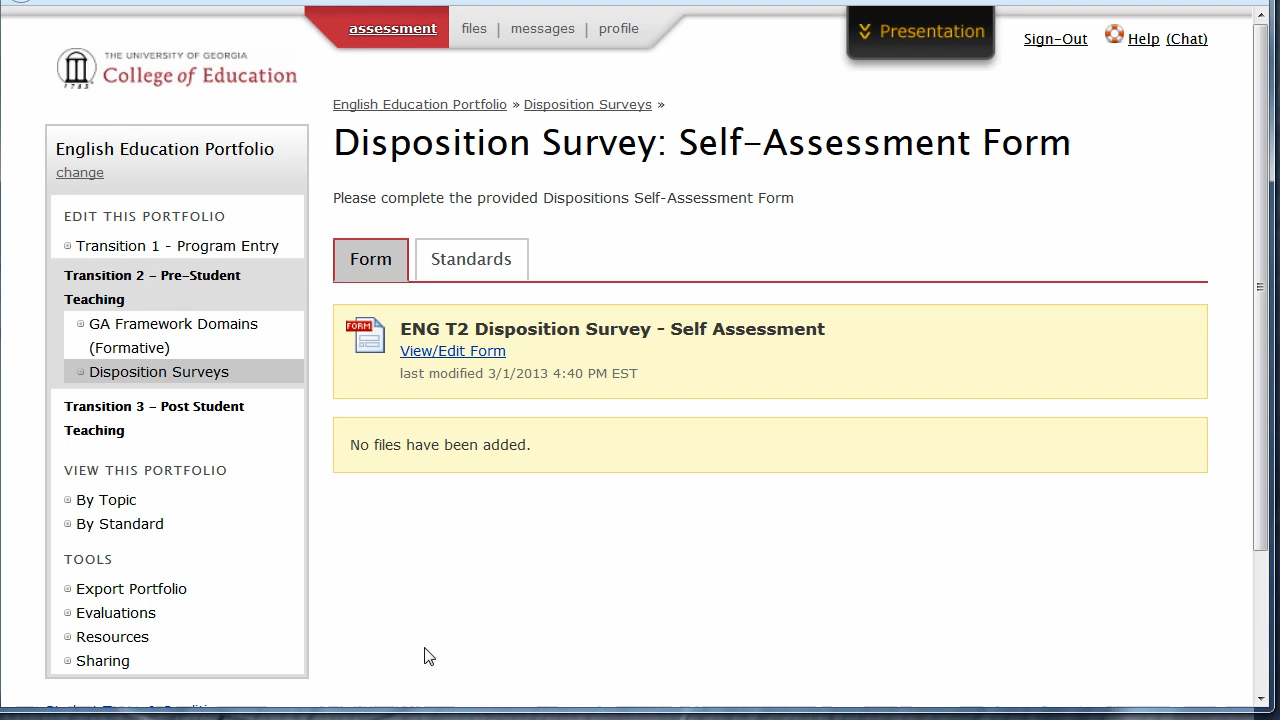 assessment files | messages | profile
Presentation
Sign-Out Help (Chat)
THE UNIVERSITY OF GEORGIA
College of Education
1785
English Education Portfolio » Disposition Surveys »
Disposition Survey: Self-Assessment Form
Please complete the provided Dispositions Self-Assessment Form
English Education Portfolio
change
EDIT THIS PORTFOLIO
Transition 1 - Program Entry
Transition 2 - Pre-Student
Teaching
GA Framework Domains
(Formative)
Disposition Surveys
Transition 3 - Post Student
Teaching
VIEW THIS PORTFOLIO
By Topic
By Standard
TOOLS
Export Portfolio
Evaluations
Resources
Sharing
Form Standards
FORM
ENG T2 Disposition Survey - Self Assessment
View/Edit Form
last modified 3/1/2013 4:40 PM EST
No files have been added.